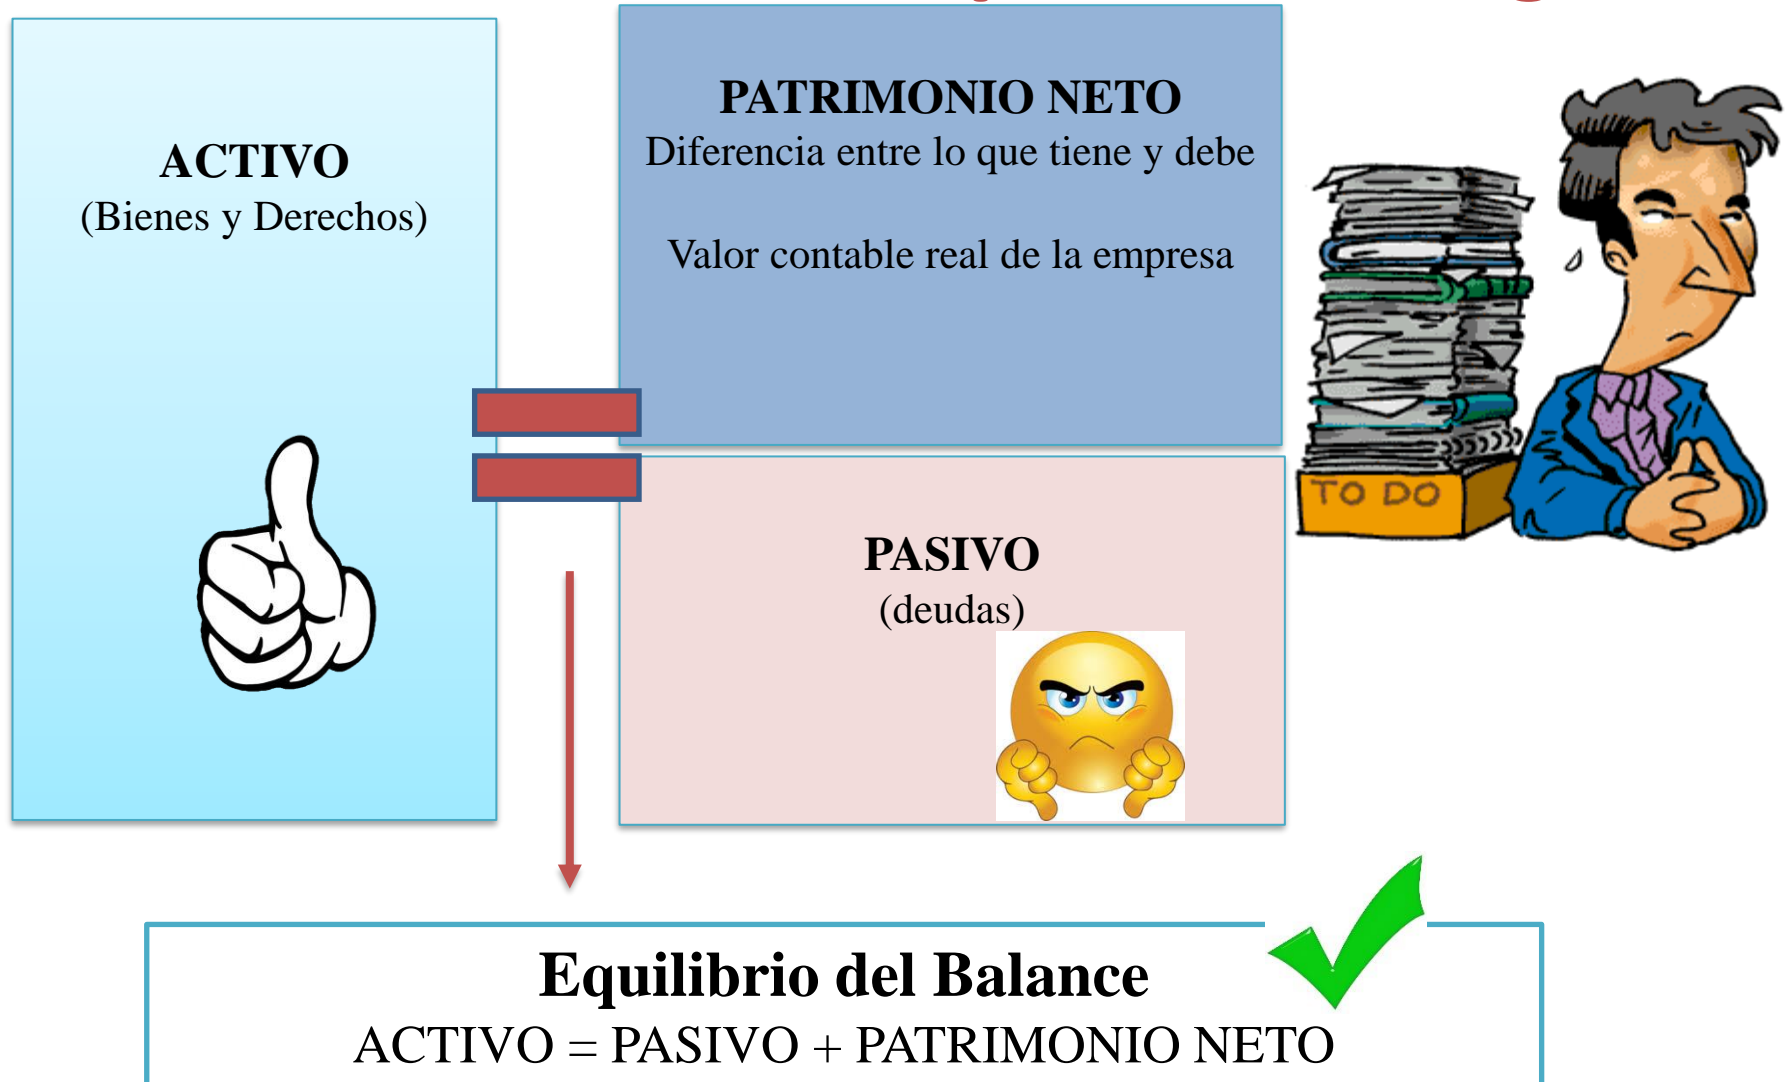 ACTIVO
(Bienes y Derechos)
PATRIMONIO NETO
Diferencia entre lo que tiene y debe
Valor contable real de la empresa
TO DO
PASIVO
(deudas)
Equilibrio del Balance
ACTIVO = PASIVO + PATRIMONIO NETO